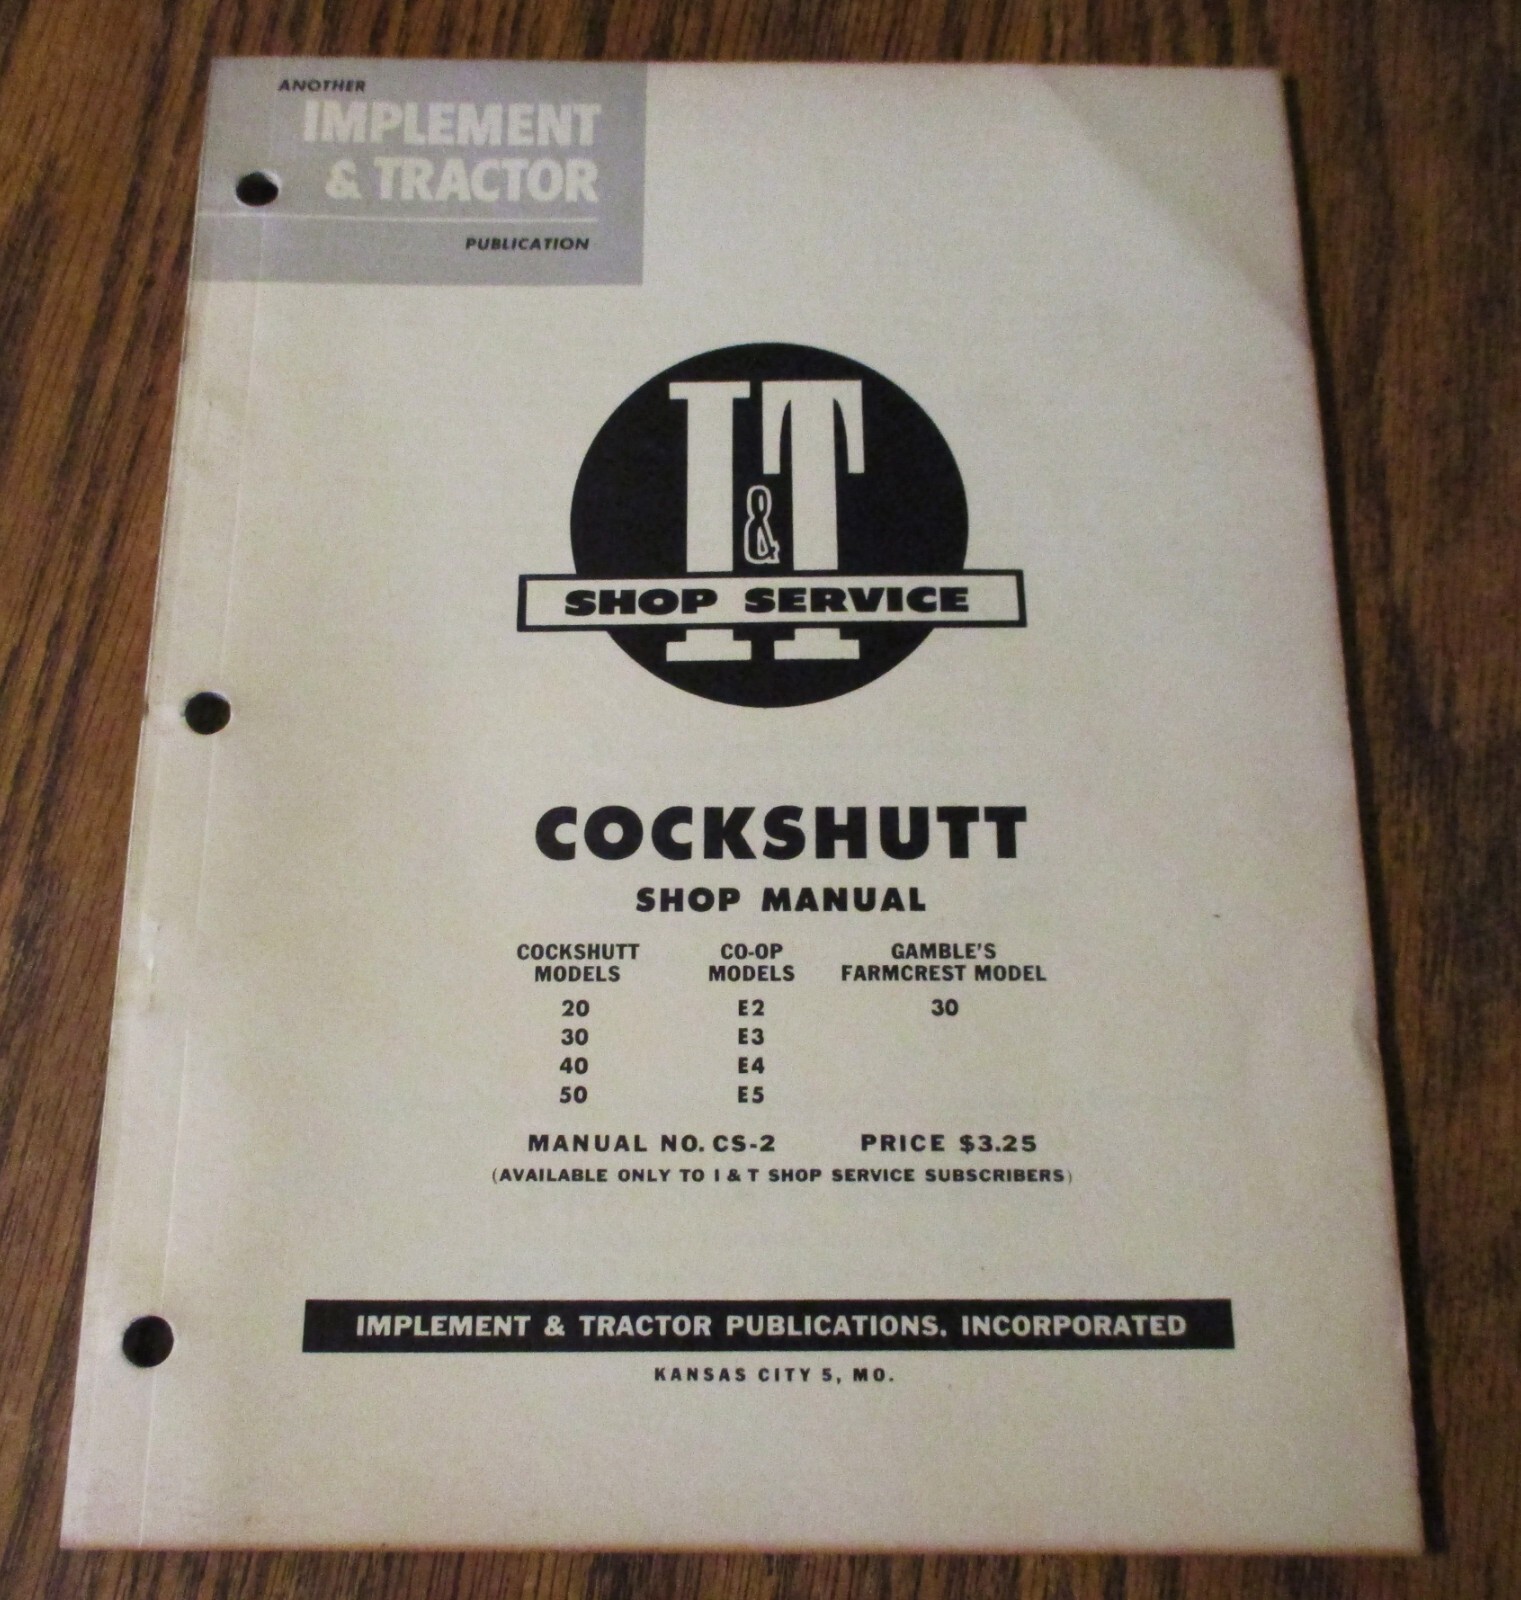 ANOTHER
IMPLEMENT
& TRACTOR
PUBLICATION
I&T
SHOP SERVICE
COCKSHUTT
SHOP MANUAL
COCKSHUTT MODELS CO-OP MODELS GAMBLE'S FARMCREST MODEL
20 E2 30
30 E3
40 E4
50 E5
MANUAL NO. CS-2 PRICE $3.25
(AVAILABLE ONLY TO I & T SHOP SERVICE SUBSCRIBERS)
IMPLEMENT & TRACTOR PUBLICATIONS, INCORPORATED
KANSAS CITY 5, MO.